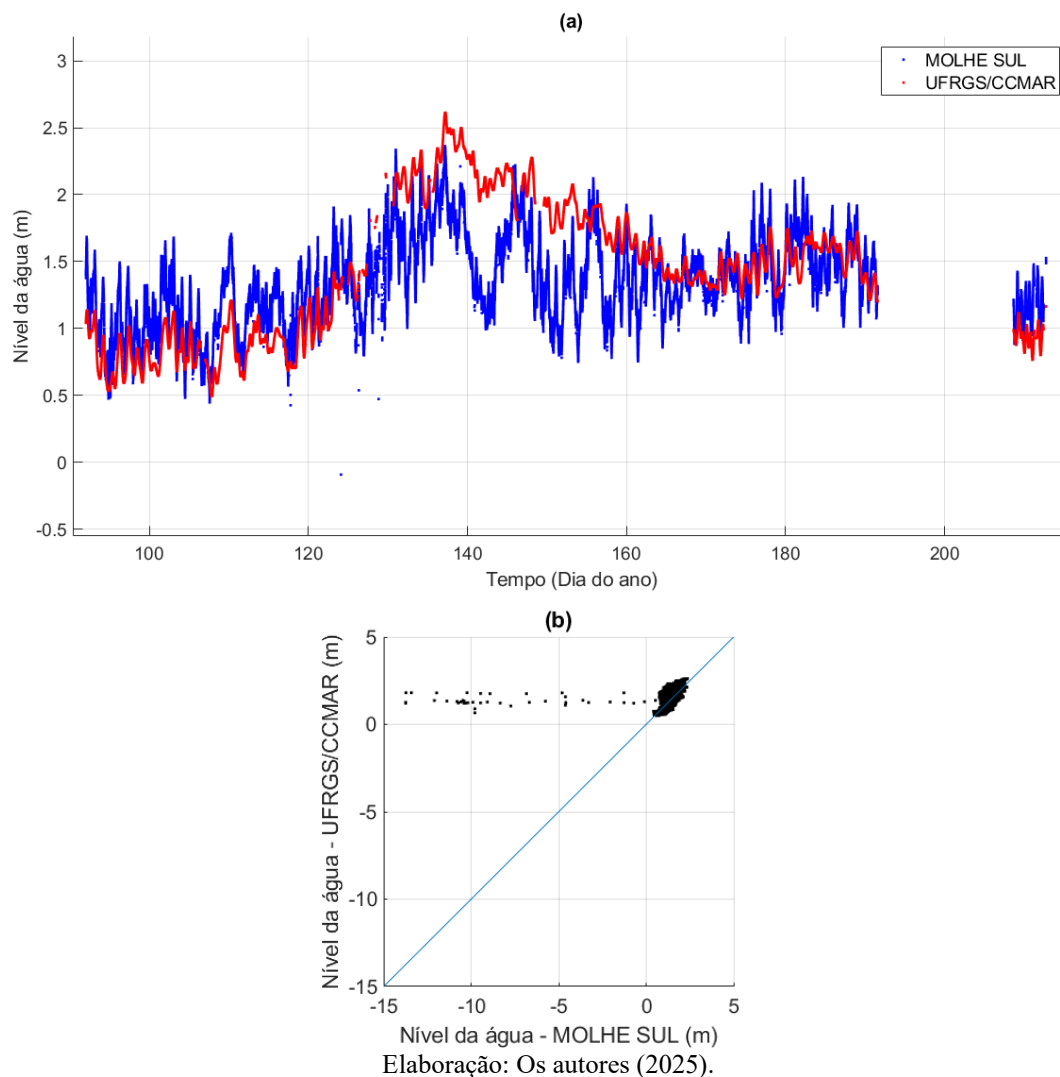 (a)
3
2.5
2
1.5
1
0.5
0
-0.5
Nível da água (m)
MOLHE SUL
UFRGS/CCMAR
100 120 140 160 180 200
Tempo (Dia do ano)
(b)
5
0
-5
-10
-15
Nível da água - UFRGS/CCMAR (m)
-15 -10 -5 0 5
Nível da água - MOLHE SUL (m)
Elaboração: Os autores (2025).